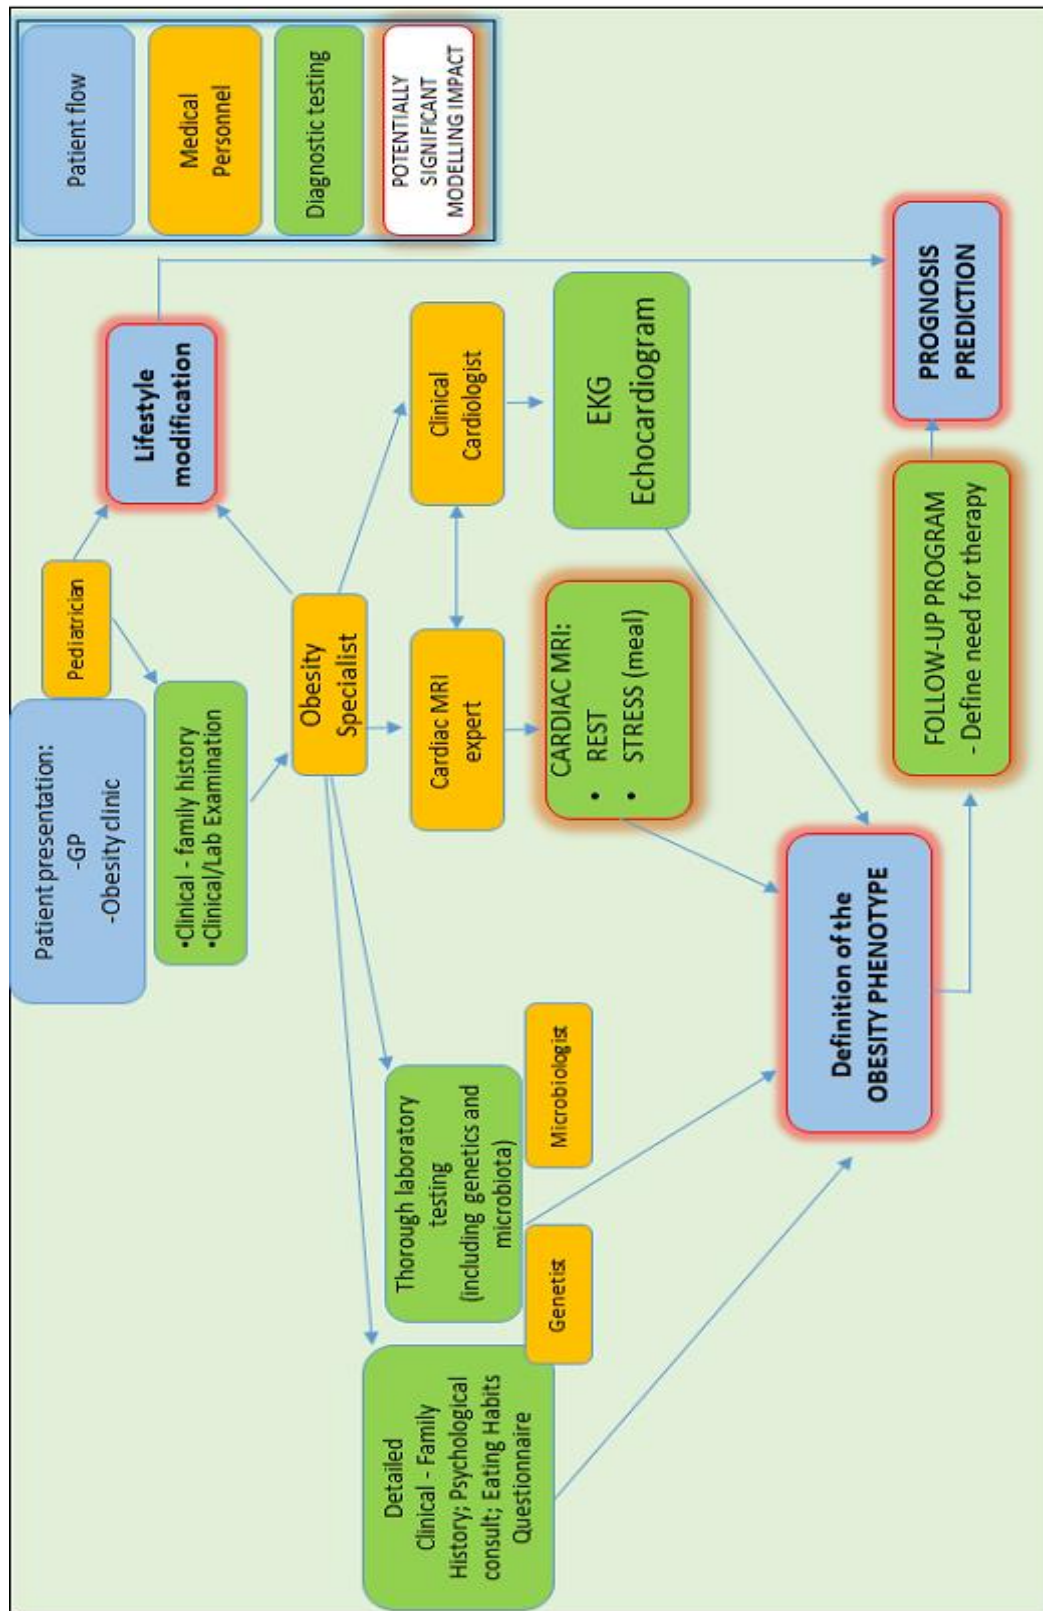 Patient presentation:
-GP
-Obesity clinic
Pediatrician
•Clinical - family history
•Clinical/Lab Examination
Lifestyle
modification
Patient flow
Medical
Personnel
Diagnostic testing
POTENTIALLY
SIGNIFICANT
MODELLING IMPACT
Obesity
Specialist
Detailed
Clinical - Family
History; Psychological
consult; Eating Habits
Questionnaire
Thorough laboratory
testing
(including genetics and
microbiota)
Genetist
Microbiologist
Cardiac MRI
expert
Clinical
Cardiologist
CARDIAC MRI:
• REST
• STRESS (meal)
EKG
Echocardiogram
Definition of the
OBESITY PHENOTYPE
FOLLOW-UP PROGRAM
- Define need for therapy
PROGNOSIS
PREDICTION